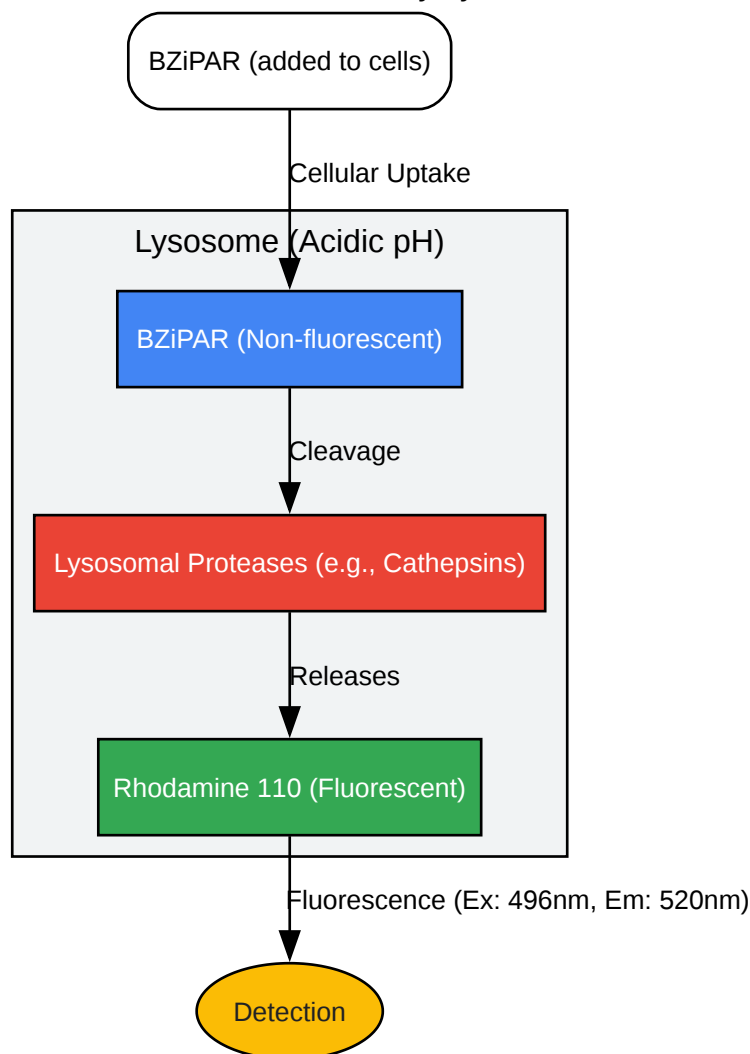 BZiPAR (added to cells)
Cellular Uptake
Lysosome (Acidic pH)
BZiPAR (Non-fluorescent)
Cleavage
Lysosomal Proteases (e.g., Cathepsins)
Releases
Rhodamine 110 (Fluorescent)
Fluorescence (Ex: 496nm, Em: 520nm)
Detection